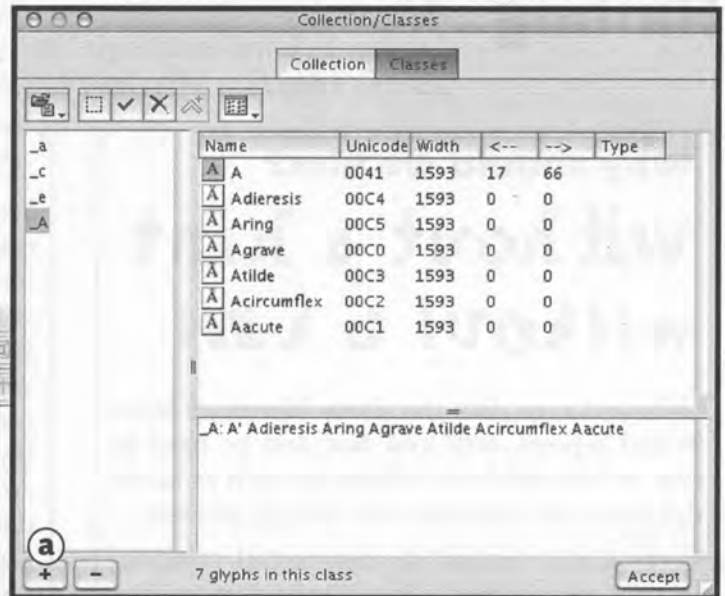 Collection/Classes
Collection Classes
_a
_c
_e
_A
Name Unicode Width <-- --> Type
A A 0041 1593 17 66
Ä Adieresis 00C4 1593 0 0
Å Aring 00C5 1593 0 0
À Agrave 00C0 1593 0 0
Ã Atilde 00C3 1593 0 0
Â Acircumflex 00C2 1593 0 0
Á Aacute 00C1 1593 0 0
_A: A' Adieresis Aring Agrave Atilde Acircumflex Aacute
a
+ − 7 glyphs in this class Accept